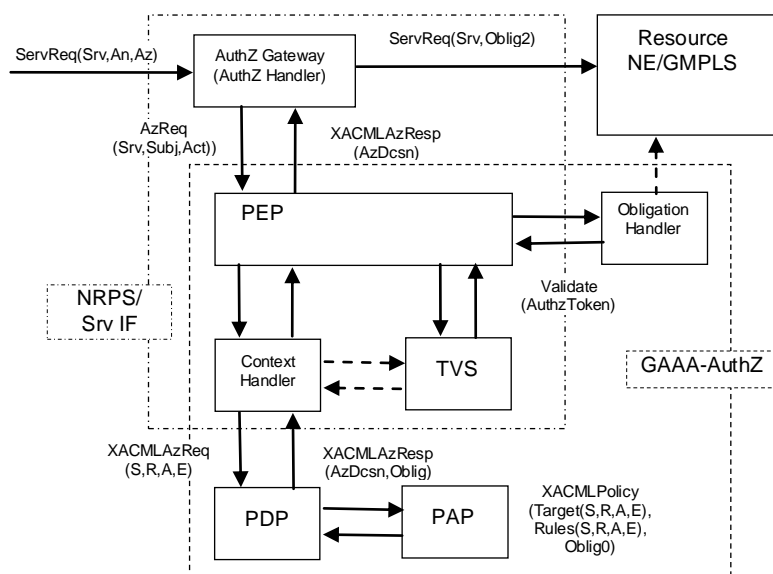 ServReq(Srv,An,Az)
AuthZ Gateway
(AuthZ Handler)
ServReq(Srv,Oblig2)
Resource
NE/GMPLS
AzReq
(Srv,Subj,Act))
XACMLAzResp
(AzDcsn)
PEP
Obligation
Handler
Validate
(AuthzToken)
NRPS/
Srv IF
Context
Handler
TVS
GAAA-AuthZ
XACMLAzReq
(S,R,A,E)
XACMLAzResp
(AzDcsn,Oblig)
PDP
PAP
XACMLPolicy
(Target(S,R,A,E),
Rules(S,R,A,E),
Oblig0)